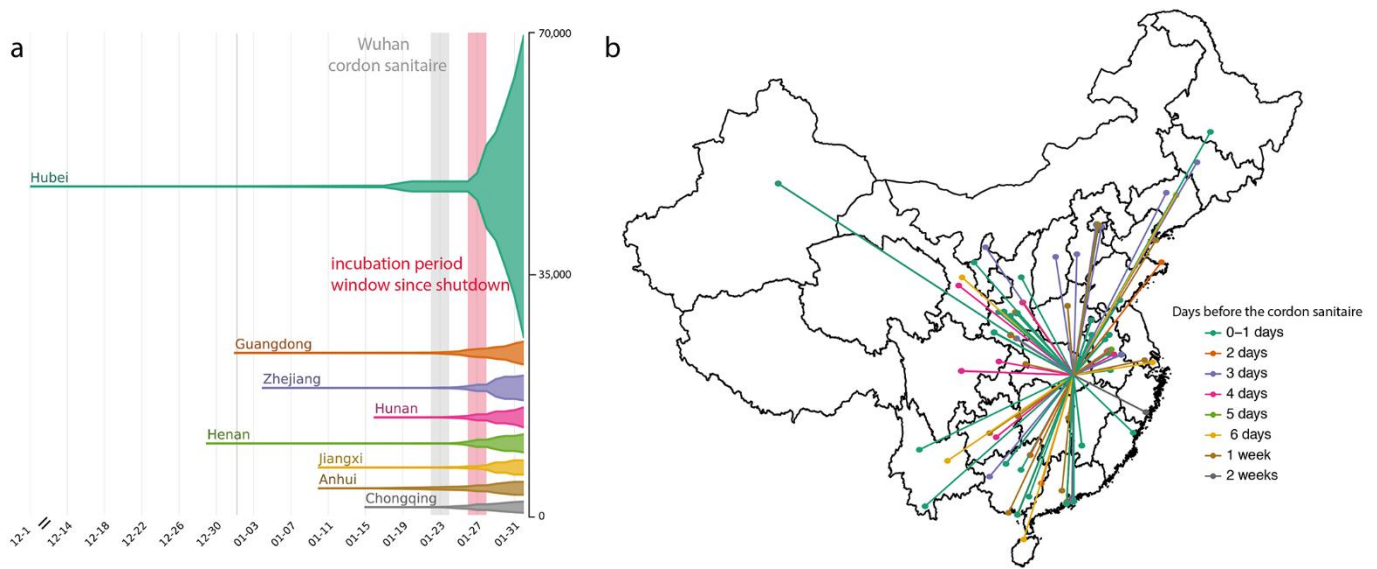 a
Wuhan
cordon sanitaire
70,000
Hubei
incubation period
window since shutdown
35,000
Guangdong
Zhejiang
Hunan
Henan
Jiangxi
Anhui
Chongqing
0
12-1
12-14
12-18
12-22
12-26
12-30
01-03
01-07
01-11
01-15
01-19
01-23
01-27
01-31
b
Days before the cordon sanitaire
0–1 days
2 days
3 days
4 days
5 days
6 days
1 week
2 weeks